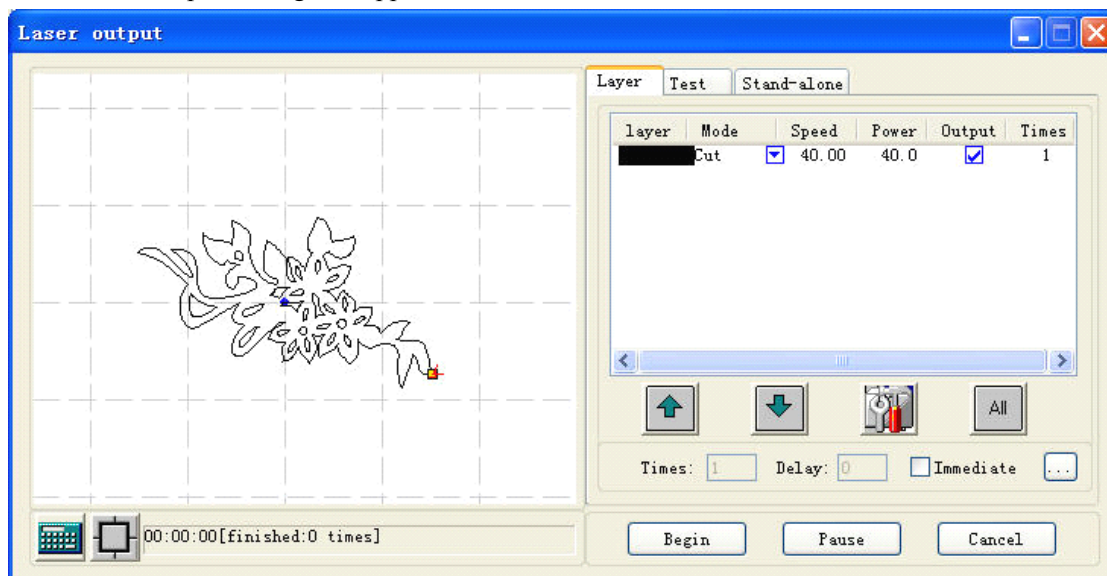 Laser output
Layer Test Stand-alone
layer Mode Speed Power Output Times
Cut 40.00 40.0 1
All
Times: 1 Delay: 0 Immediate ...
00:00:00[finished:0 times]
Begin Pause Cancel